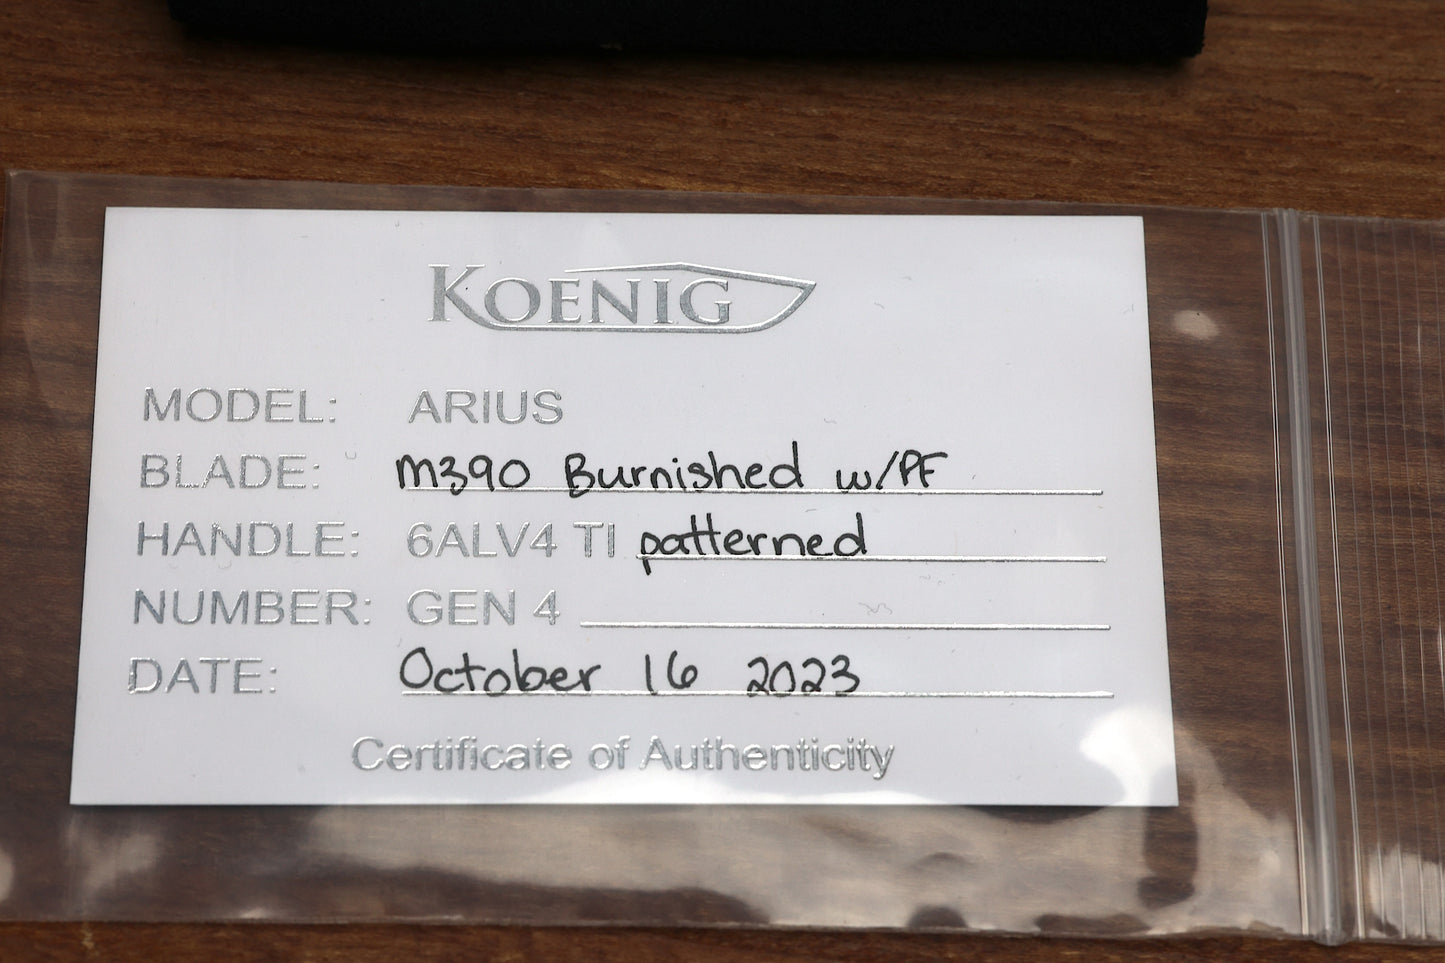 KOENIG
MODEL: ARIUS
BLADE: M390 Burnished w/PF
HANDLE: 6ALV4 TI patterned
NUMBER: GEN 4
DATE: October 16 2023
Certificate of Authenticity